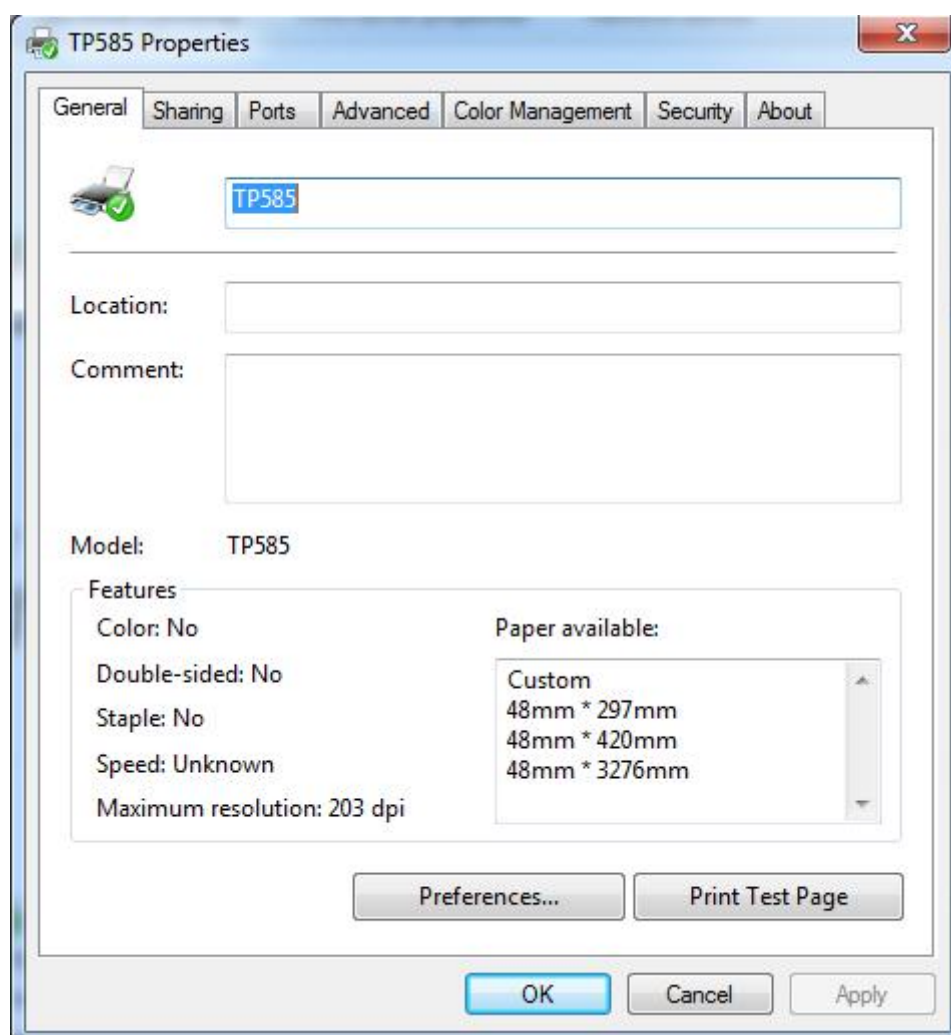 TP585 Properties
General Sharing Ports Advanced Color Management Security About
TP585
Location:
Comment:
Model: TP585
Features
Color: No
Paper available:
Double-sided: No
Custom
48mm * 297mm
Staple: No
48mm * 420mm
Speed: Unknown
48mm * 3276mm
Maximum resolution: 203 dpi
Preferences... Print Test Page
OK Cancel Apply